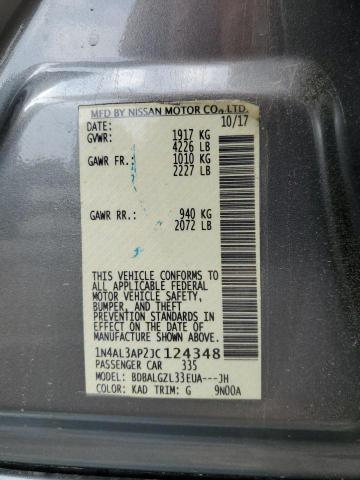 MFD BY NISSAN MOTOR CO., LTD.
DATE: 10/17
GVWR: 1917 KG
4226 LB
GAWR FR: 1010 KG
2227 LB
GAWR RR: 940 KG
2072 LB
THIS VEHICLE CONFORMS TO
ALL APPLICABLE FEDERAL
MOTOR VEHICLE SAFETY,
BUMPER, AND THEFT
PREVENTION STANDARDS IN
EFFECT ON THE DATE OF
MANUFACTURE SHOWN ABOVE.
1N4AL3AP2JC124348
PASSENGER CAR 335
MODEL: BDBALGZL33EUA---JH
COLOR: KAD TRIM: G 9N00A